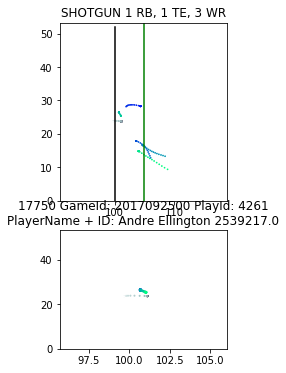 SHOTGUN 1 RB, 1 TE, 3 WR
50
40
30
20
10
0
100 110
17750 GameId: 2017092500 PlayId: 4261
PlayerName + ID: Andre Ellington 2539217.0
40
20
0
97.5 100.0 102.5 105.0